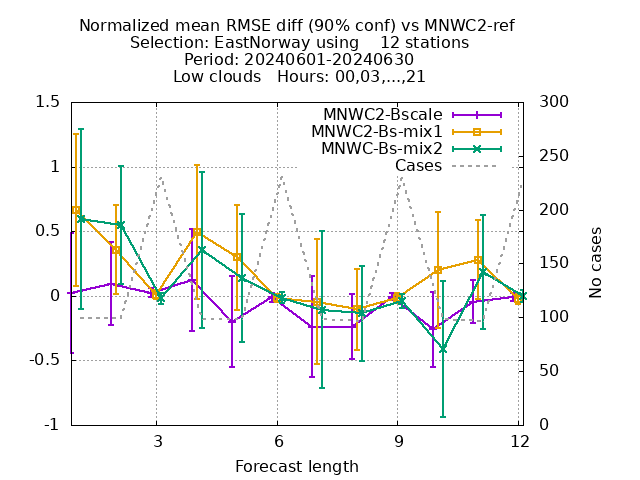 Normalized mean RMSE diff (90% conf) vs MNWC2-ref
Selection: EastNorway using 12 stations
Period: 20240601-20240630
Low clouds Hours: 00,03,...,21
MNWC2-Bscale
MNWC2-Bs-mix1
MNWC-Bs-mix2
Cases
1.5
1
0.5
0
-0.5
-1
300
250
200
150
100
50
0
No cases
3
6
9
12
Forecast length